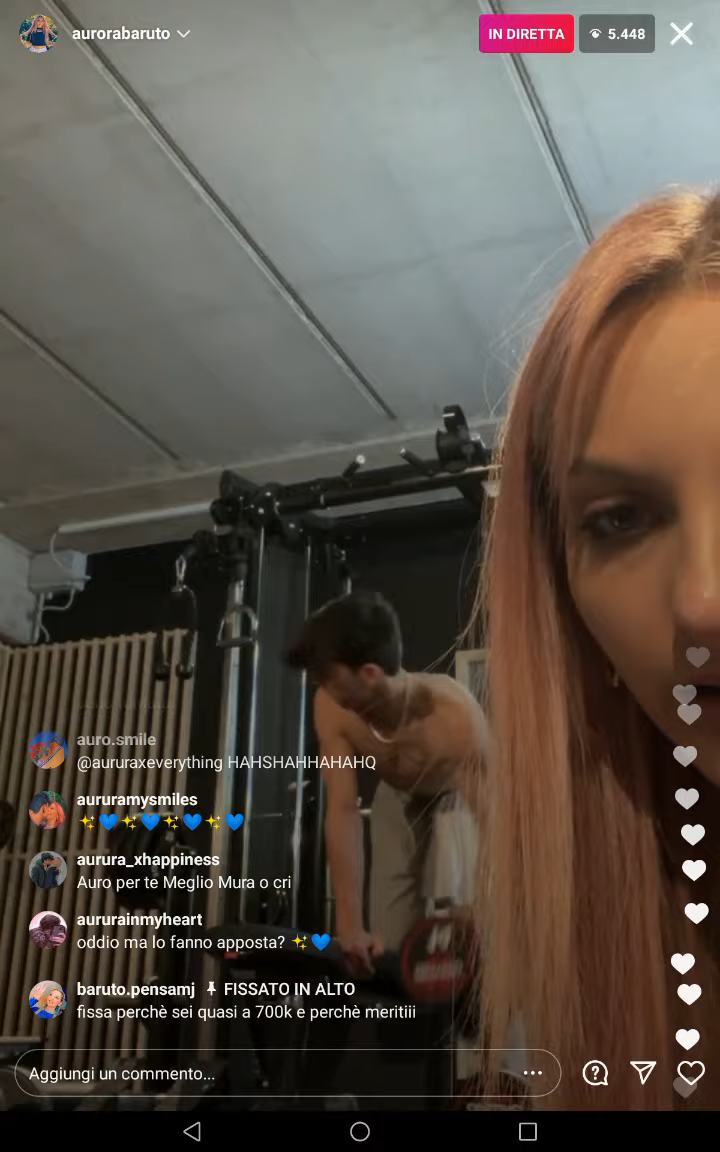 aurorabaruto
IN DIRETTA
5.448
auro.smile
@aururaxeverything HAHSHAHHAHAHQ
aururamysmiles
✨💙✨💙✨💙✨💙
aurura_xhappiness
Auro per te Meglio Mura o cri
aururainmyheart
oddio ma lo fanno apposta? ✨💙
baruto.pensamj FISSATO IN ALTO
fissa perchè sei quasi a 700k e perchè meritiii
Aggiungi un commento...